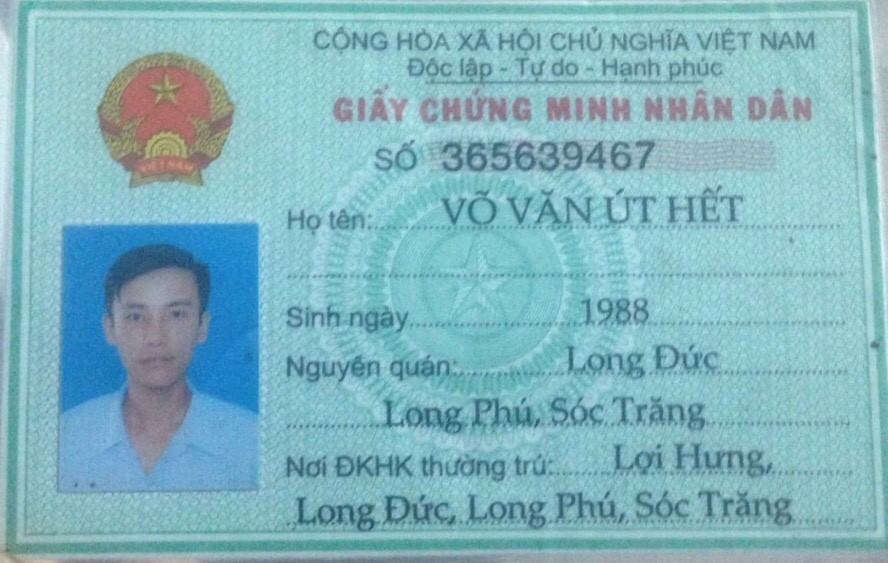 CỘNG HÒA XÃ HỘI CHỦ NGHĨA VIỆT NAM
Độc lập - Tự do - Hạnh phúc
GIẤY CHỨNG MINH NHÂN DÂN
SỐ 365639467
Họ tên: VÕ VĂN ÚT HẾT
Sinh ngày 1988
Nguyên quán: Long Đức
Long Phú, Sóc Trăng
Nơi ĐKHK thường trú: Lợi Hưng,
Long Đức, Long Phú, Sóc Trăng
VIỆT NAM